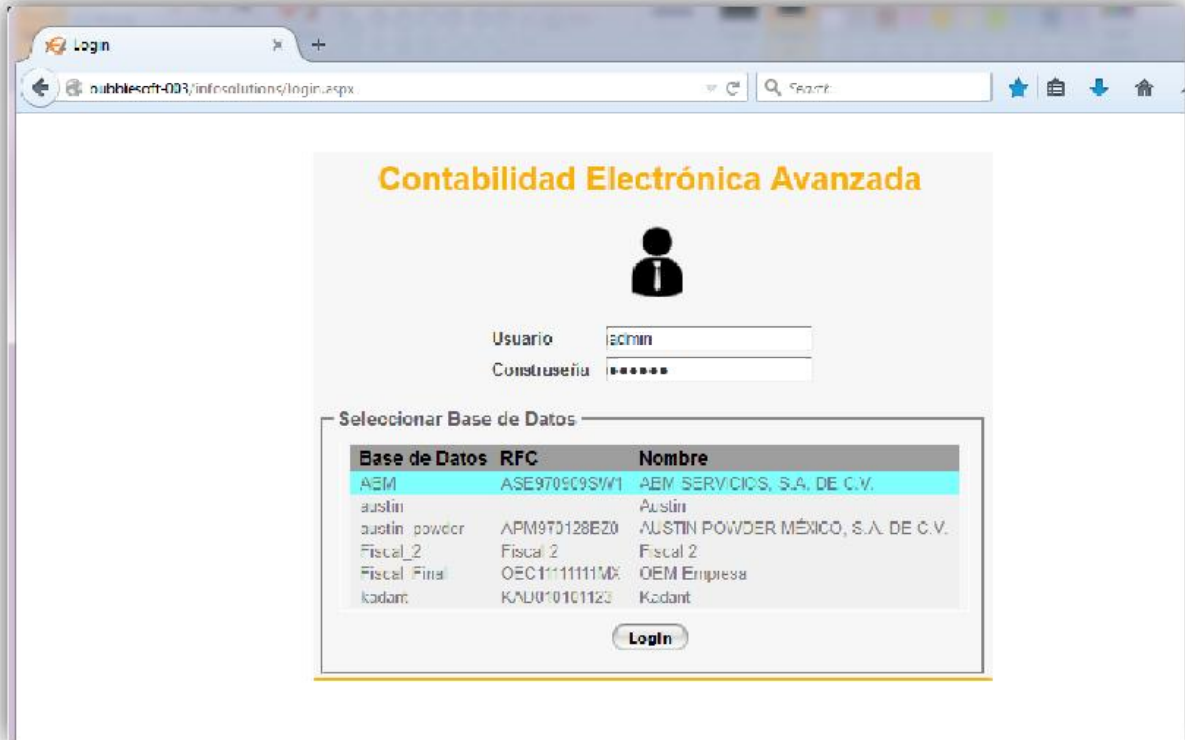 Login
bubblesoft-003/infosolutions/login.aspx
Search
Contabilidad Electrónica Avanzada
Usuario admin
Construseña ••••••
Seleccionar Base de Datos
Base de Datos RFC Nombre
AEM ASE970909SW1 AEM SERVICIOS, S.A. DE C.V.
austin Austin
austin_powder APM970128EZ0 AUSTIN POWDER MÉXICO, S.A. DE C.V.
Fiscal_2 Fiscal 2 Fiscal 2
Fiscal_Final OEC11111111MX OEM Empresa
kadant KAD010101123 Kadant
LogIn